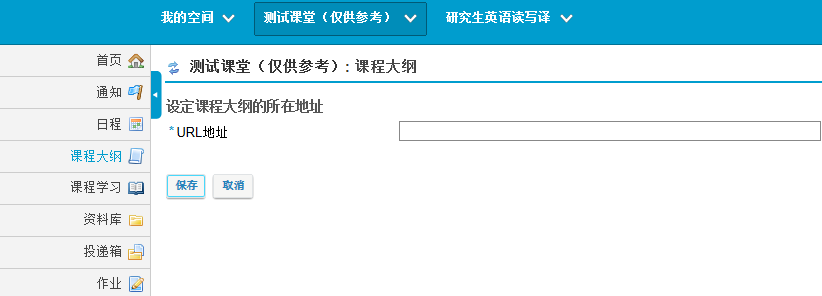 我的空间 测试课堂（仅供参考） 研究生英语读写译
首页
通知
日程
课程大纲
课程学习
资料库
投递箱
作业
测试课堂（仅供参考）: 课程大纲
设定课程大纲的所在地址
* URL地址
保存 取消